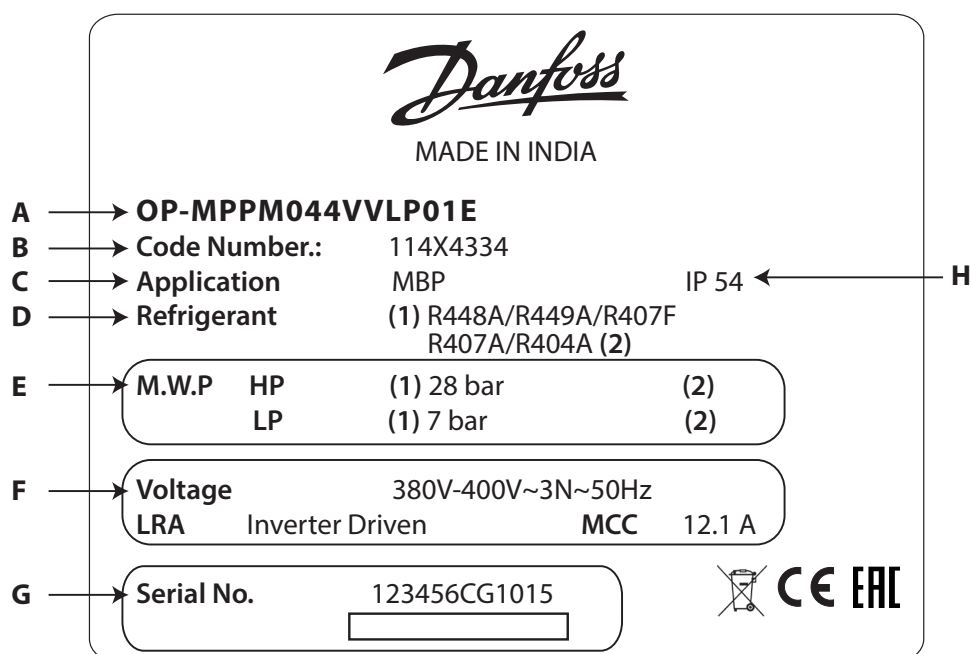 Danfoss
MADE IN INDIA
A OP-MPPM044VVLP01E
B Code Number.: 114X4334
C Application MBP IP 54 H
D Refrigerant (1) R448A/R449A/R407F
R407A/R404A (2)
E M.W.P HP (1) 28 bar (2)
LP (1) 7 bar (2)
F Voltage 380V-400V~3N~50Hz
LRA Inverter Driven MCC 12.1 A
G Serial No. 123456CG1015
CE EAC